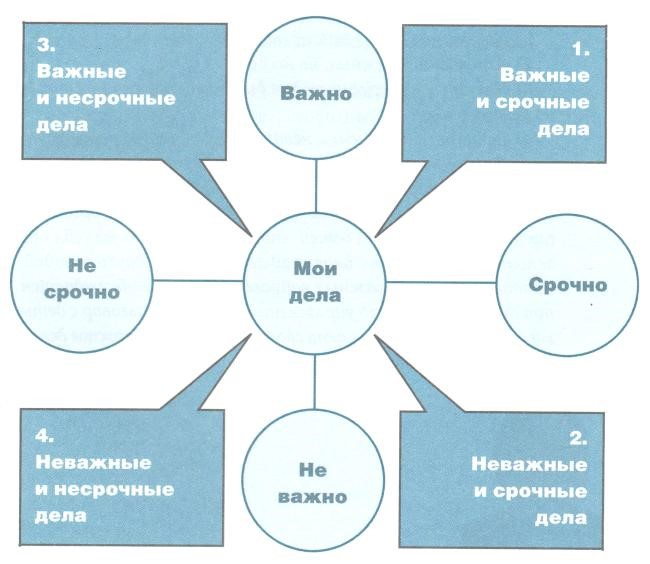 3.
Важные
и несрочные
дела
Важно
1.
Важные
и срочные
дела
Не
срочно
Мои
дела
Срочно
4.
Неважные
и несрочные
дела
Не
важно
2.
Неважные
и срочные
дела